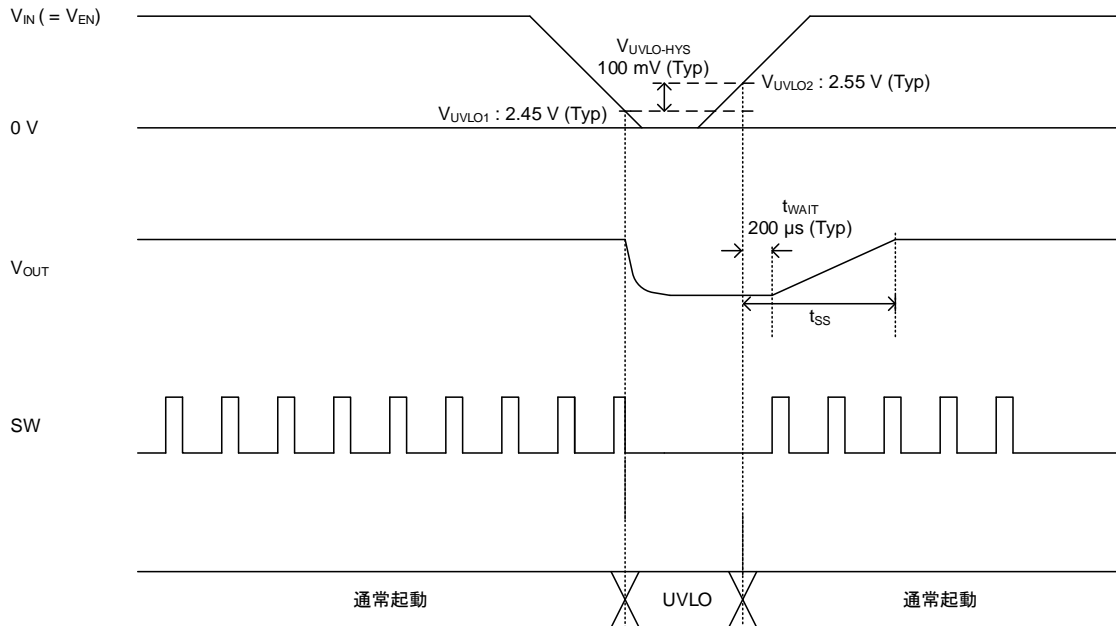 VIN ( = VEN)
VUVLO-HYS
100 mV (Typ)
VUVLO2 : 2.55 V (Typ)
VUVLO1 : 2.45 V (Typ)
0 V
tWAIT
200 µs (Typ)
VOUT
tSS
SW
通常起動
UVLO
通常起動